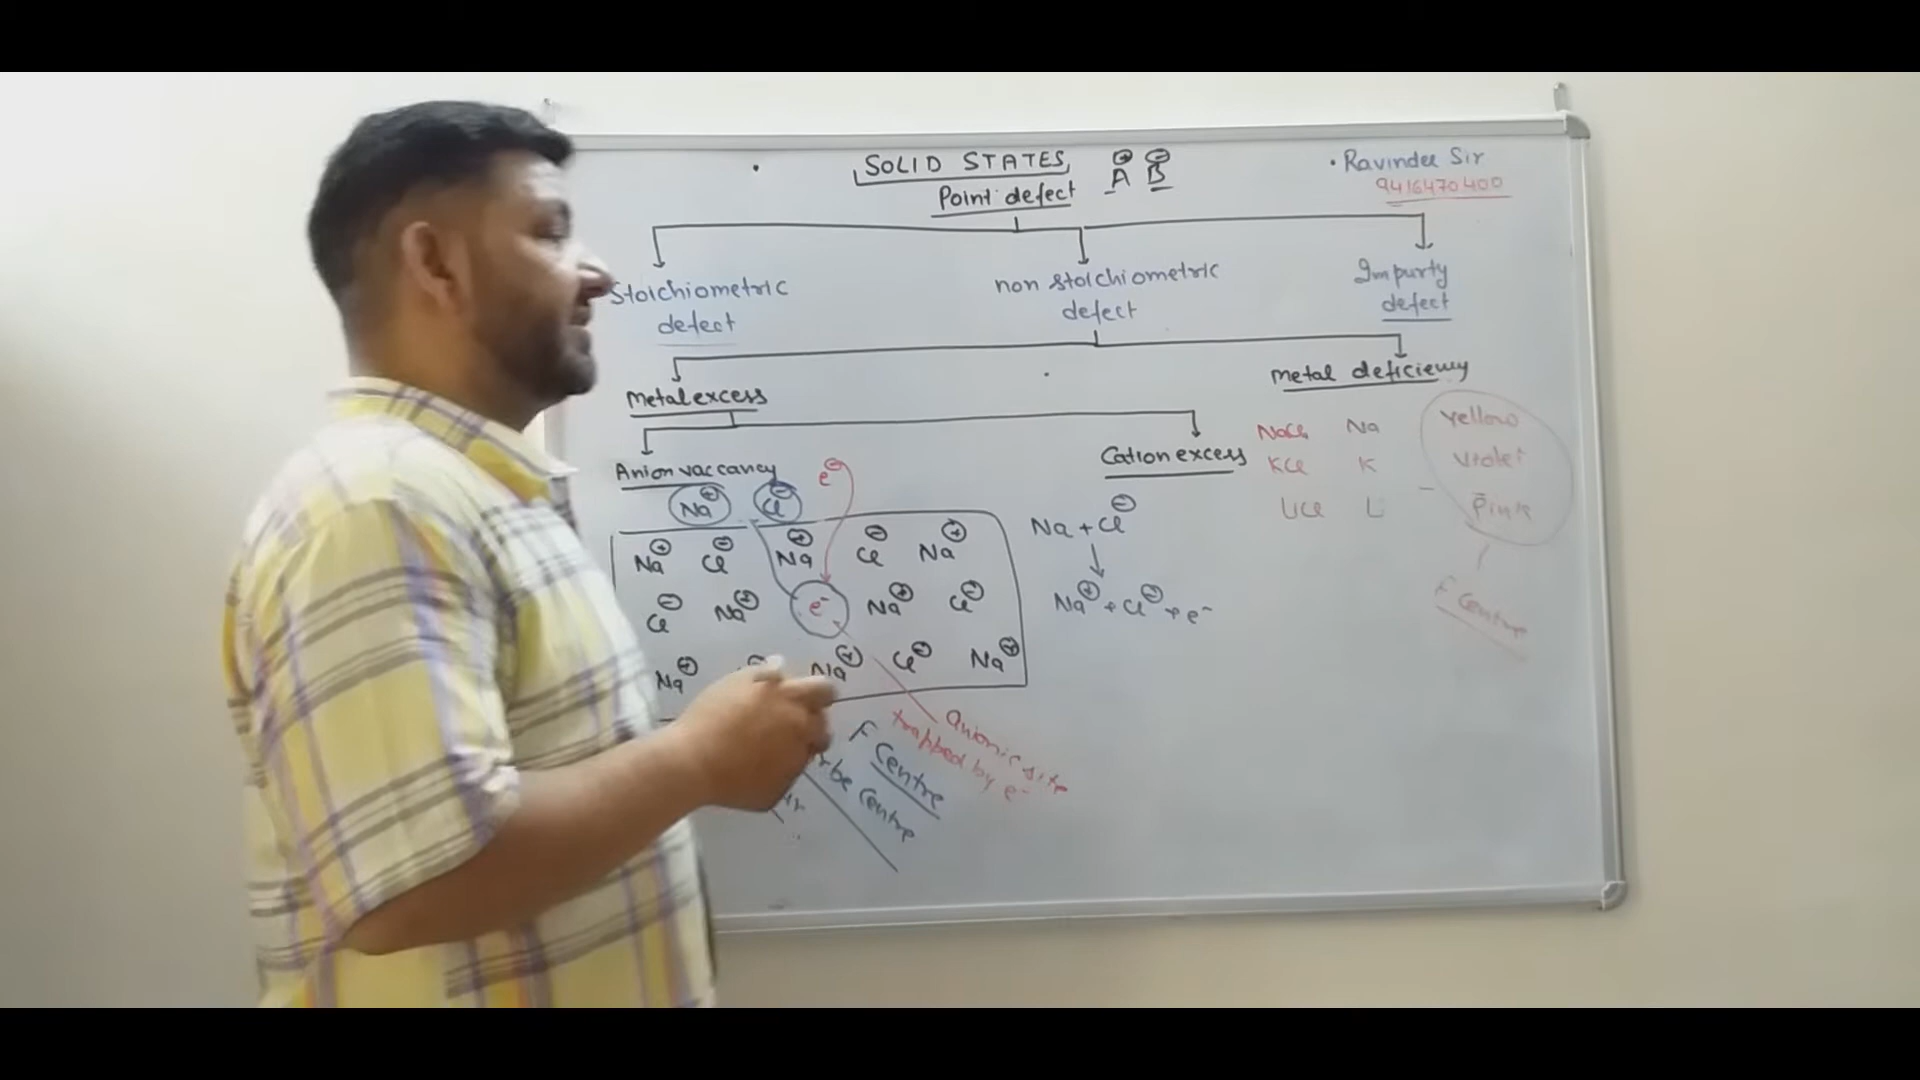 SOLID STATES
Point defect
A⊕ B⊖
Ravinder Sir
9416470400
Stoichiometric
defect
non stoichiometric
defect
Impurty
defect
Metal excess
Metal deficiency
Anion vaccancy
Cation excess
Na⊕ Cl⊖ e⊖
Na⊕ Cl⊖ Na⊕ Cl⊖ Na⊕
Cl⊖ Na⊕ e⁻ Na⊕ Cl⊖
Na⊕ Na⊕ Cl⊖ Na⊕
Na + Cl⊖
Na⊕ + Cl⊖ + e⁻
NaCl Na yellow
KCl K violet
LiCl Li – Pink
F Centre
anionic site
trapped by e⁻
F Centre
Centre